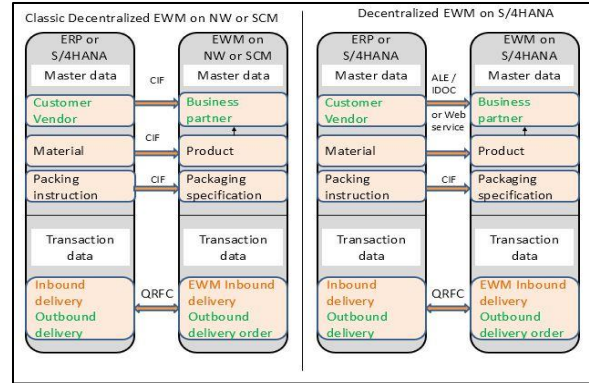 Classic Decentralized EWM on NW or SCM
ERP or
S/4HANA
EWM on
NW or SCM
Master data
CIF
Master data
Customer
Vendor
Business
partner
CIF
Material
Product
Packing
instruction
CIF
Packaging
specification
Transaction
data
Transaction
data
Inbound
delivery
Outbound
delivery
QRFC
EWM Inbound
delivery
Outbound
delivery order
Decentralized EWM on S/4HANA
ERP or
S/4HANA
EWM on
S/4HANA
Master data
ALE /
IDOC
or Web
service
Master data
Customer
Vendor
Business
partner
Material
Product
Packing
instruction
CIF
Packaging
specification
Transaction
data
Transaction
data
Inbound
delivery
Outbound
delivery
QRFC
EWM Inbound
delivery
Outbound
delivery order